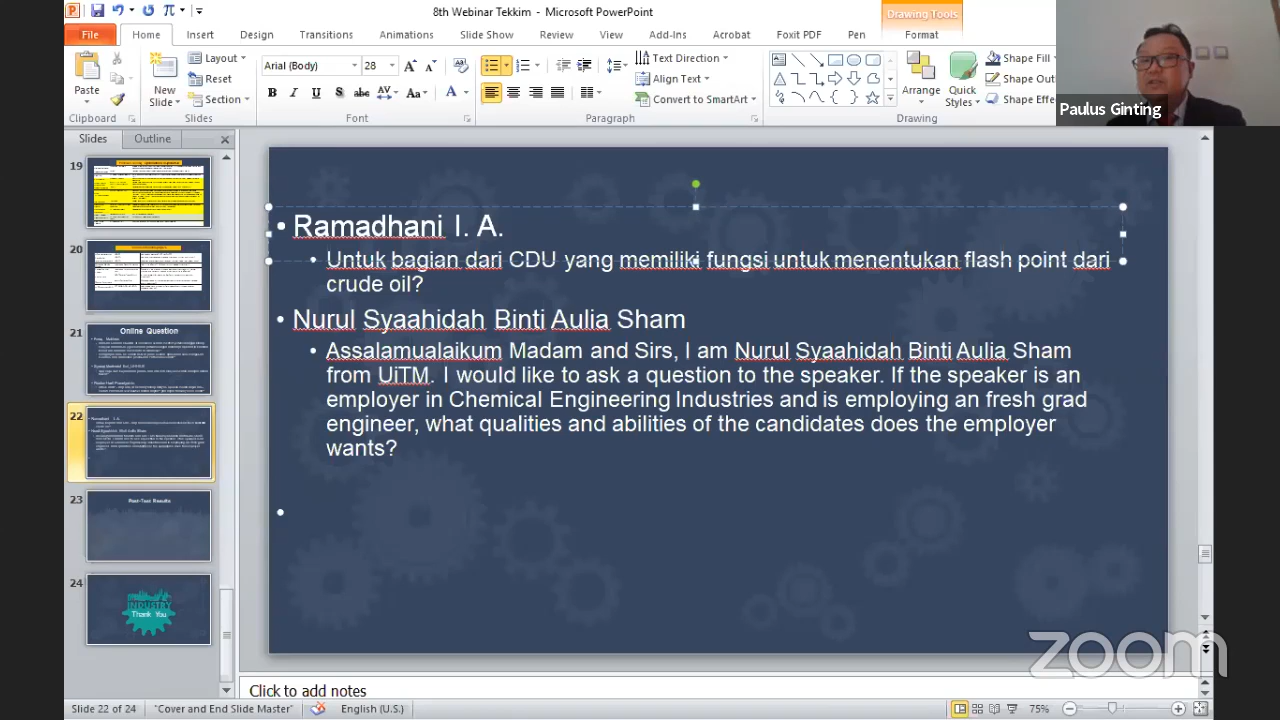 8th Webinar Tekkim - Microsoft PowerPoint
Drawing Tools
File Home Insert Design Transitions Animations Slide Show Review View Add-Ins Acrobat Foxit PDF Pen Format
Paste
Clipboard
New Slide
Layout
Reset
Section
Slides
Arial (Body) 28
Font
Text Direction
Align Text
Convert to SmartArt
Paragraph
Arrange
Quick Styles
Shape Fill
Shape Out
Shape Effe
Drawing
Paulus Ginting
Slides Outline
19
20
21
Online Question
22
23
Post-Test Results
24
INDUSTRY
Thank You
Ramadhani I. A.
Untuk bagian dari CDU yang memiliki fungsi untuk menentukan flash point dari
crude oil?
Nurul Syaahidah Binti Aulia Sham
Assalamualaikum Madam and Sirs, I am Nurul Syahidah Binti Aulia Sham
from UiTM. I would like to ask a question to the speaker. If the speaker is an
employer in Chemical Engineering Industries and is employing an fresh grad
engineer, what qualities and abilities of the candidates does the employer
wants?
zoom
Click to add notes
Slide 22 of 24 "Cover and End Slide Master" English (U.S.) 75%